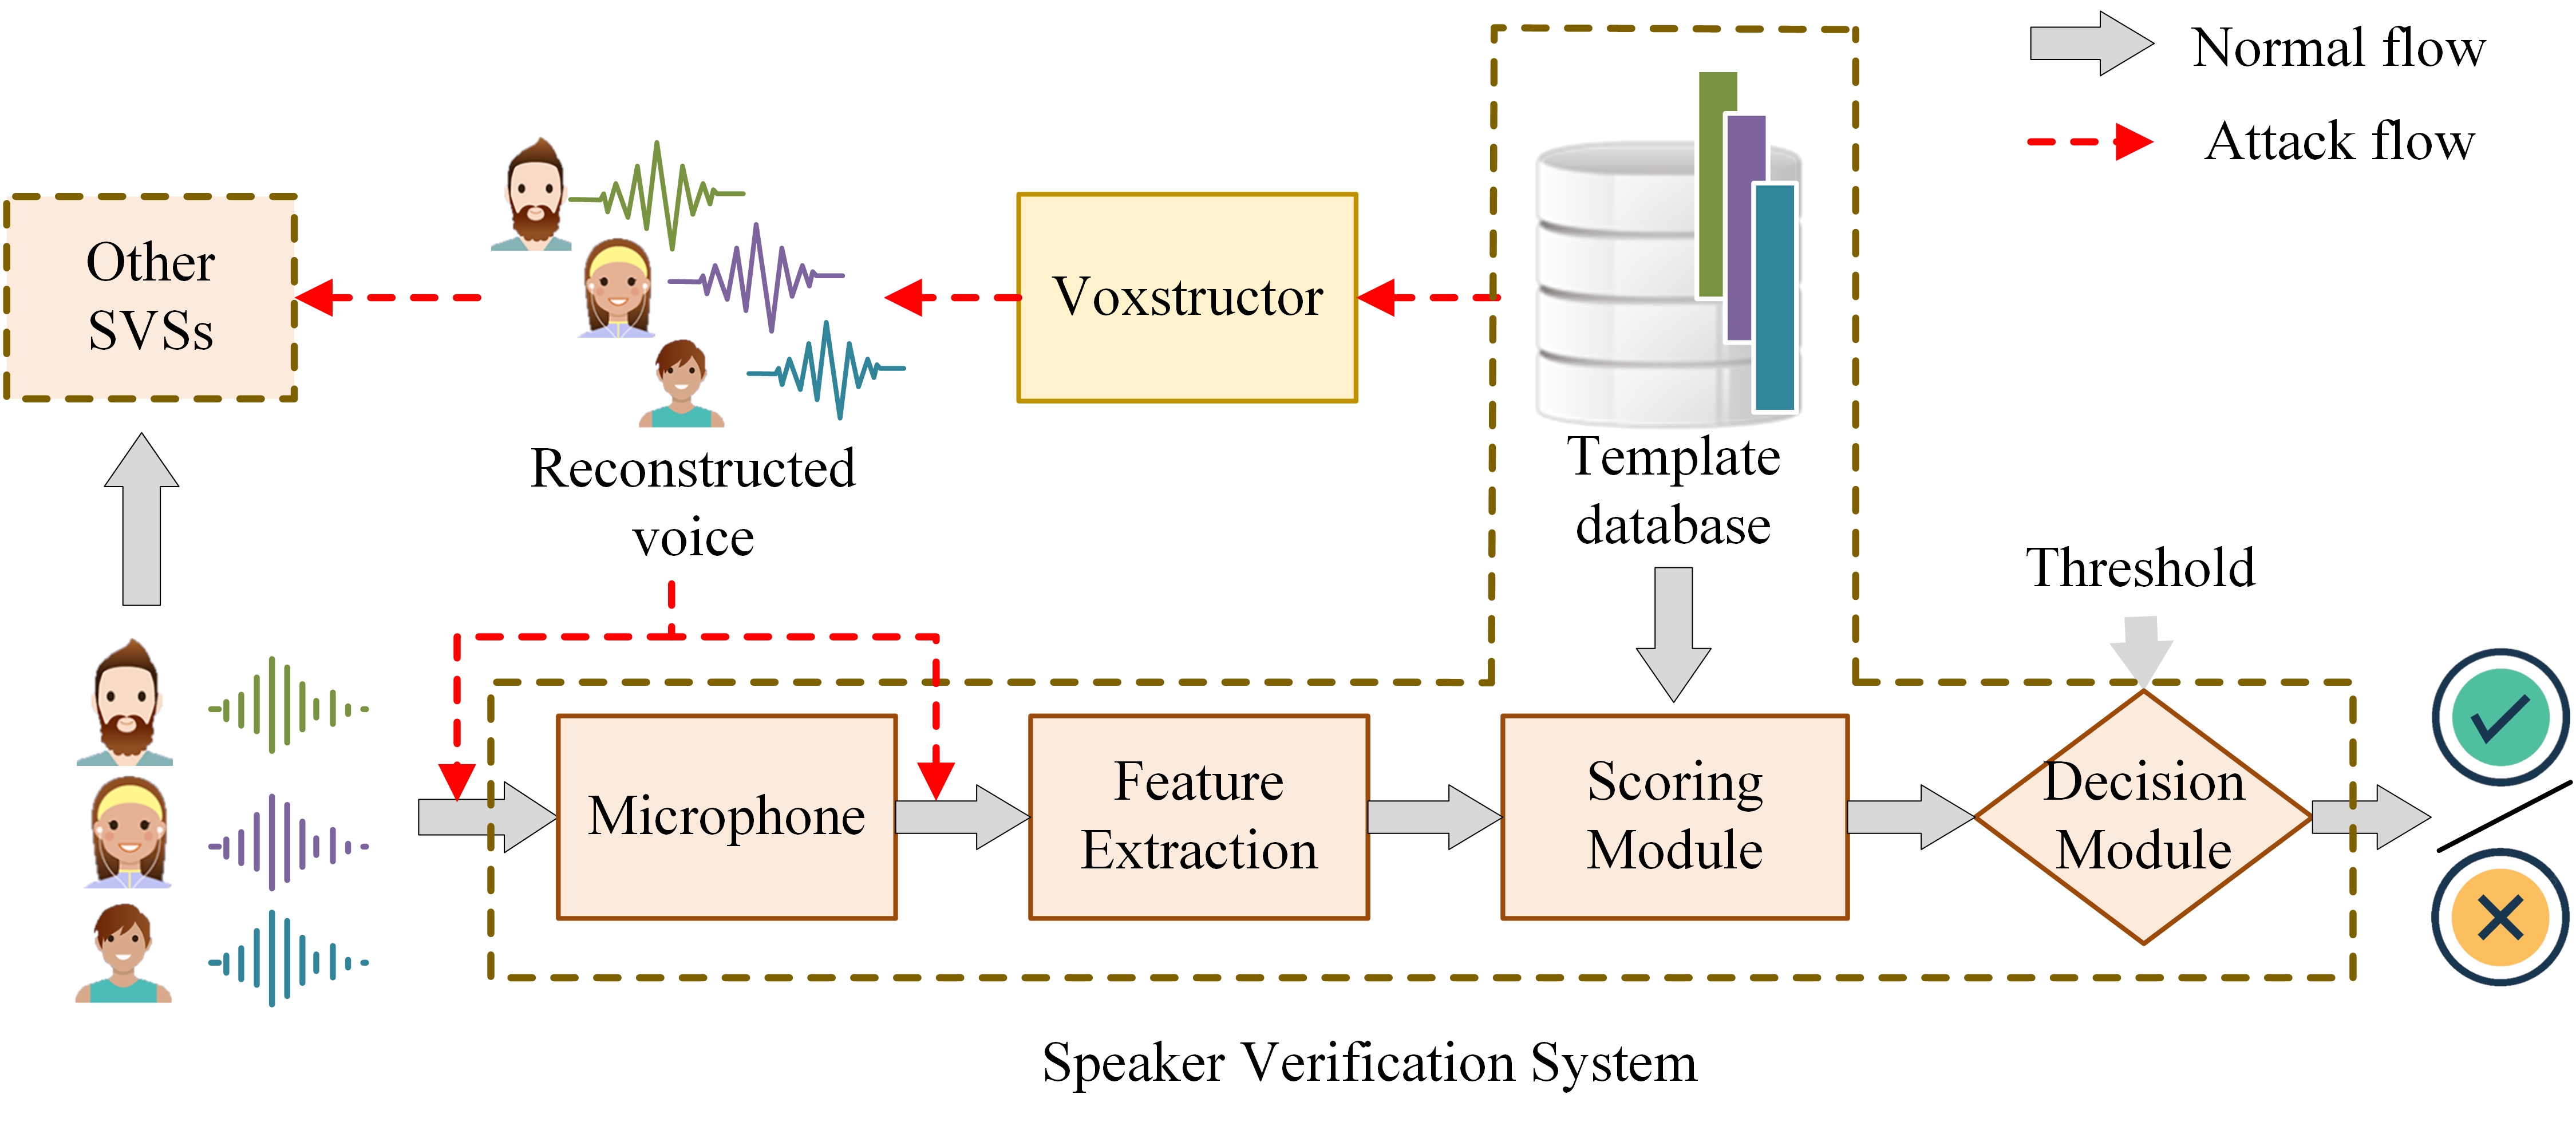 Normal flow
Attack flow
Other
SVSs
Voxstructor
Reconstructed
voice
Template
database
Threshold
Microphone
Feature
Extraction
Scoring
Module
Decision
Module
Speaker Verification System